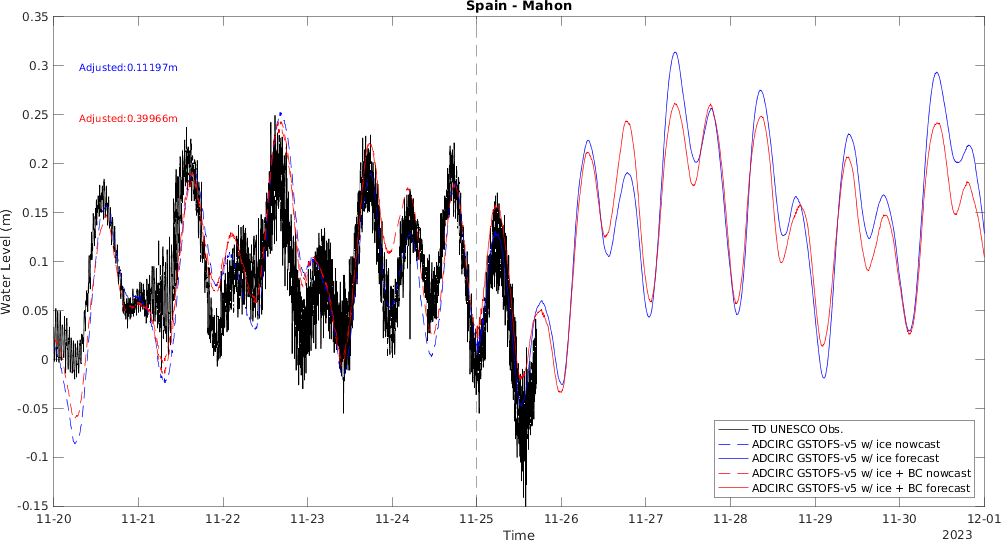 Spain - Mahon
0.35
0.3
0.25
0.2
0.15
0.1
0.05
0
-0.05
-0.1
-0.15
Water Level (m)
Adjusted:0.11197m
Adjusted:0.39966m
TD UNESCO Obs.
ADCIRC GSTOFS-v5 w/ ice nowcast
ADCIRC GSTOFS-v5 w/ ice forecast
ADCIRC GSTOFS-v5 w/ ice + BC nowcast
ADCIRC GSTOFS-v5 w/ ice + BC forecast
11-20 11-21 11-22 11-23 11-24 11-25 11-26 11-27 11-28 11-29 11-30 12-01
Time
2023